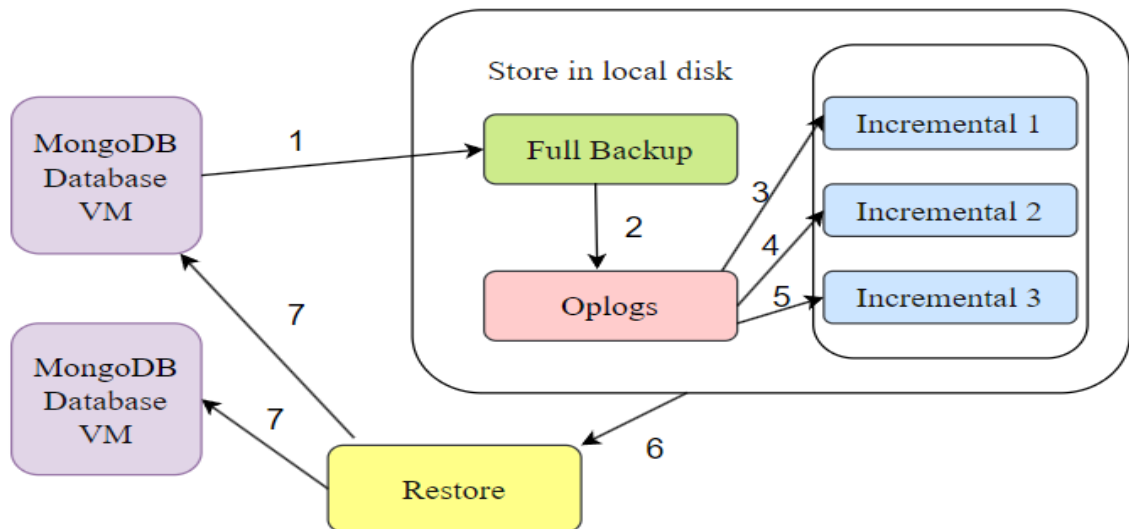 Store in local disk
MongoDB
Database
VM
1
Full Backup
2
Oplogs
3
4
5
Incremental 1
Incremental 2
Incremental 3
7
MongoDB
Database
VM
7
6
Restore